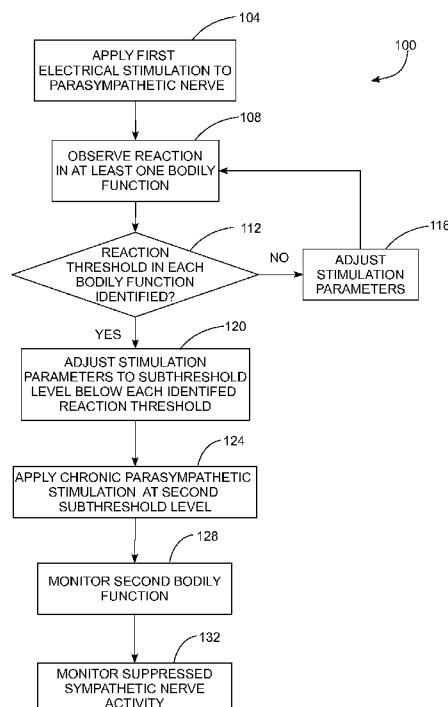 104
APPLY FIRST
ELECTRICAL STIMULATION TO
PARASYMPATHETIC NERVE
100
108
OBSERVE REACTION
IN AT LEAST ONE BODILY
FUNCTION
112
REACTION
THRESHOLD IN EACH
BODILY FUNCTION
IDENTIFIED?
NO
116
ADJUST
STIMULATION
PARAMETERS
YES
120
ADJUST STIMULATION
PARAMETERS TO SUBTHRESHOLD
LEVEL BELOW EACH IDENTIFED
REACTION THRESHOLD
124
APPLY CHRONIC PARASYMPATHETIC
STIMULATION AT SECOND
SUBTHRESHOLD LEVEL
128
MONITOR SECOND BODILY
FUNCTION
132
MONITOR SUPPRESSED
SYMPATHETIC NERVE
ACTIVITY